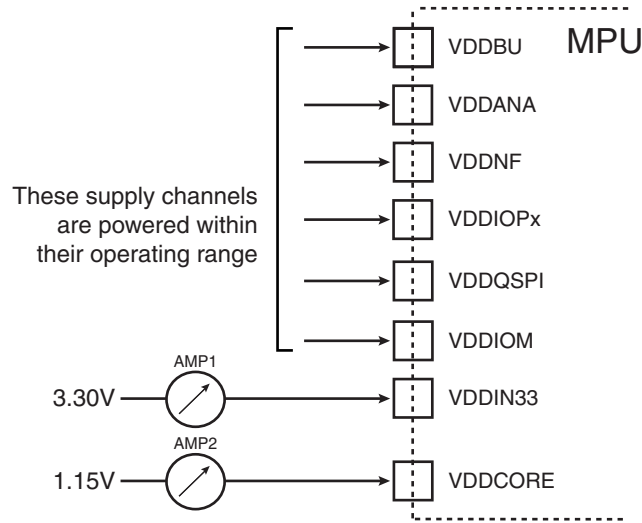 MPU
VDDBU
VDDANA
VDDNF
These supply channels
are powered within
their operating range
VDDIOPx
VDDQSPI
VDDIOM
AMP1
3.30V
VDDIN33
AMP2
1.15V
VDDCORE